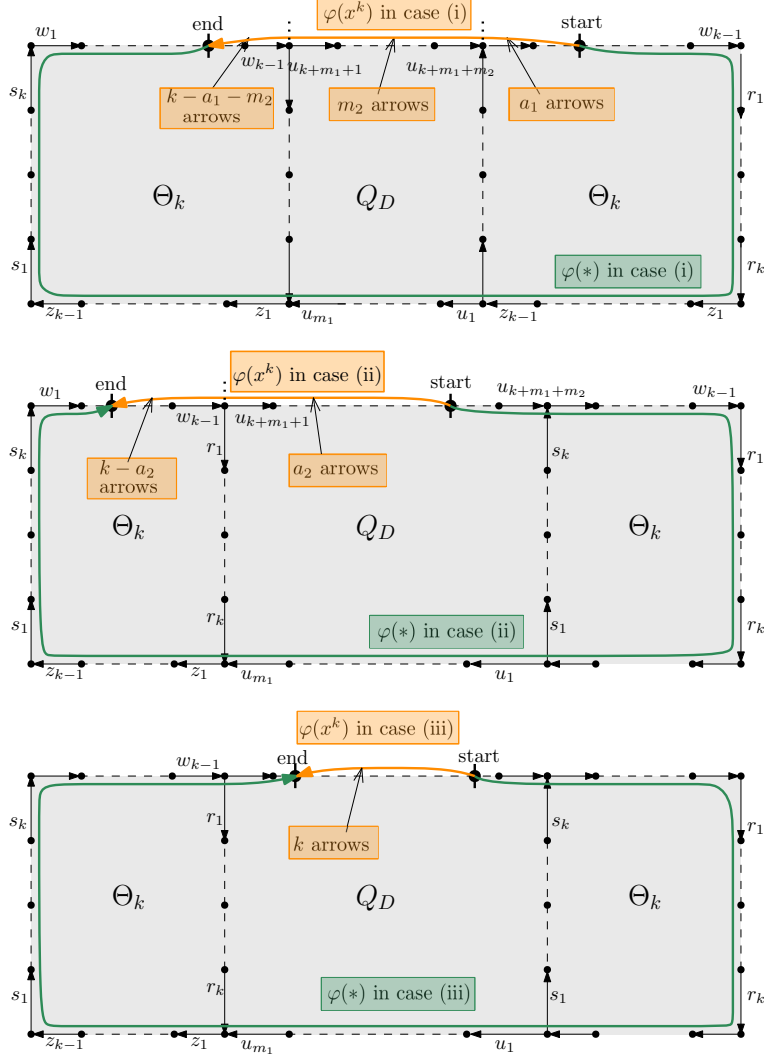 φ(x^k) in case (i)
end
start
w_1
w_{k-1}
u_{k+m_1+1}
u_{k+m_1+m_2}
w_{k-1}
s_k
k − a_1 − m_2
arrows
m_2 arrows
a_1 arrows
r_1
Θ_k
Q_D
Θ_k
s_1
φ(∗) in case (i)
r_k
z_{k-1}
z_1
u_{m_1}
u_1
z_{k-1}
z_1
φ(x^k) in case (ii)
end
start
w_1
w_{k-1}
u_{k+m_1+1}
u_{k+m_1+m_2}
w_{k-1}
s_k
r_1
s_k
r_1
k − a_2
arrows
a_2 arrows
Θ_k
Q_D
Θ_k
s_1
r_k
φ(∗) in case (ii)
s_1
r_k
z_{k-1}
z_1
u_{m_1}
u_1
φ(x^k) in case (iii)
end
start
w_{k-1}
s_k
r_1
s_k
r_1
k arrows
Θ_k
Q_D
Θ_k
s_1
r_k
φ(∗) in case (iii)
s_1
r_k
z_{k-1}
z_1
u_{m_1}
u_1